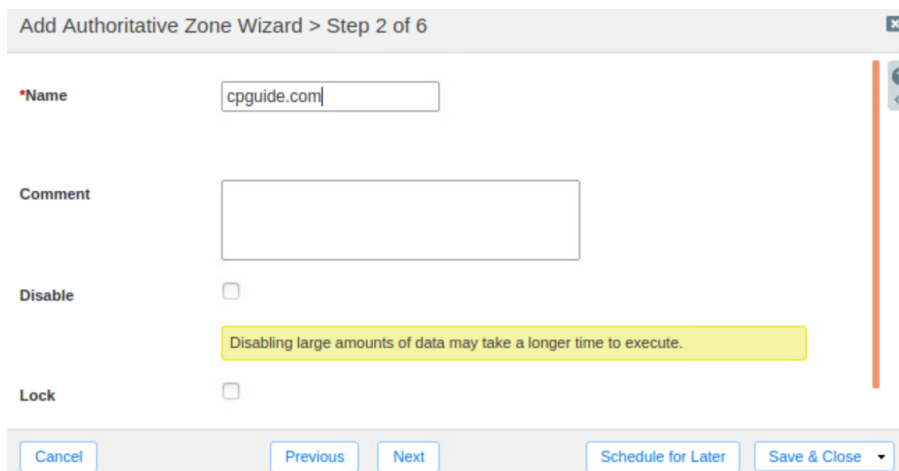 Add Authoritative Zone Wizard > Step 2 of 6
*Name
cpguide.com
Comment
Disable
Disabling large amounts of data may take a longer time to execute.
Lock
Cancel Previous Next Schedule for Later Save & Close